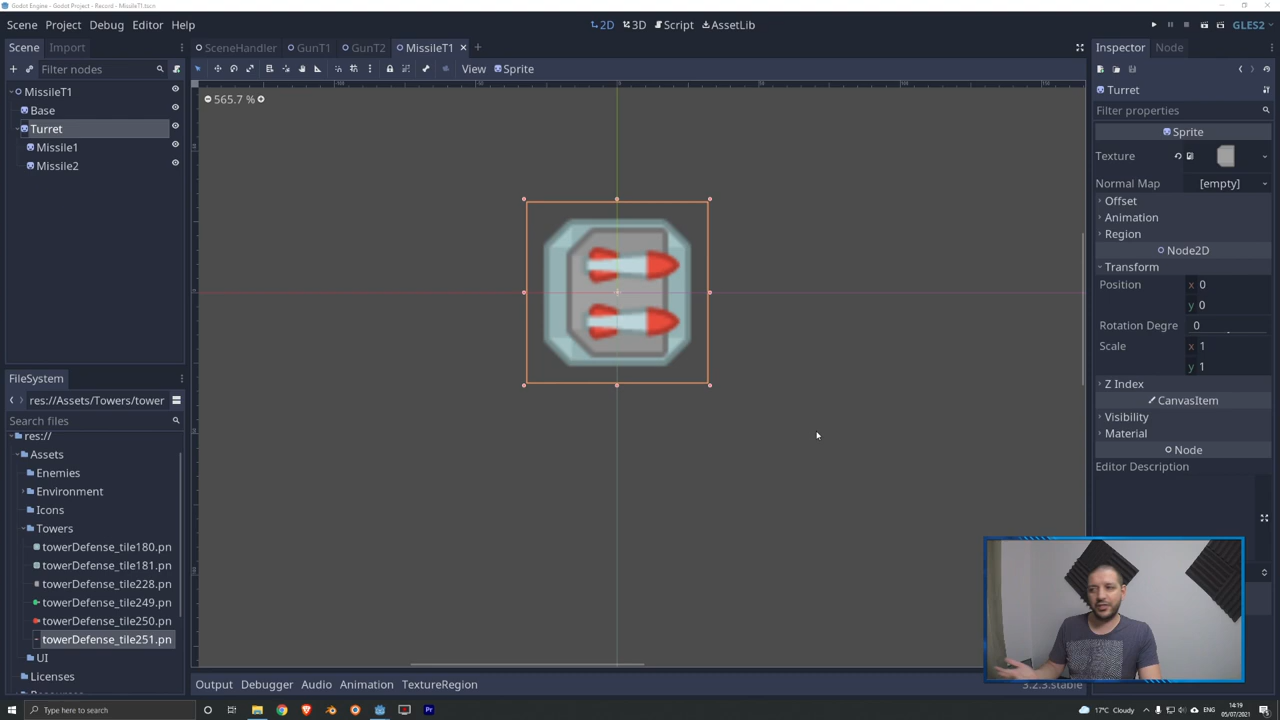 Godot Engine - Godot Project - Record - MissileT1.tscn
Scene Project Debug Editor Help
2D 3D Script AssetLib
GLES2
Scene Import
SceneHandler GunT1 GunT2 MissileT1
Inspector Node
Filter nodes
View Sprite
Turret
565.7 %
MissileT1
Base
Turret
Missile1
Missile2
Filter properties
Sprite
Texture
Normal Map [empty]
Offset
Animation
Region
Node2D
Transform
Position x 0
y 0
Rotation Degre 0
Scale x 1
y 1
Z Index
CanvasItem
Visibility
Material
Node
Editor Description
FileSystem
res://Assets/Towers/tower
Search files
res://
Assets
Enemies
Environment
Icons
Towers
towerDefense_tile180.pn
towerDefense_tile181.pn
towerDefense_tile228.pn
towerDefense_tile249.pn
towerDefense_tile250.pn
towerDefense_tile251.pn
UI
Licenses
Output Debugger Audio Animation TextureRegion
3.2.3.stable
Type here to search
17°C Cloudy
ENG
14:19
05/07/2021